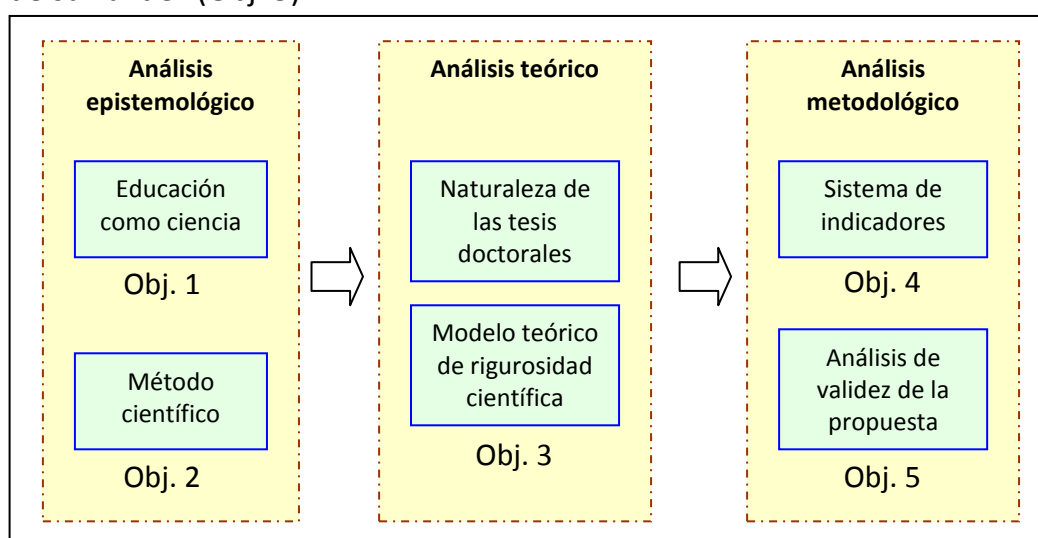 Análisis
epistemológico
Educación
como ciencia
Obj. 1
Método
científico
Obj. 2
Análisis teórico
Naturaleza de
las tesis
doctorales
Modelo teórico
de rigurosidad
científica
Obj. 3
Análisis
metodológico
Sistema de
indicadores
Obj. 4
Análisis de
validez de la
propuesta
Obj. 5